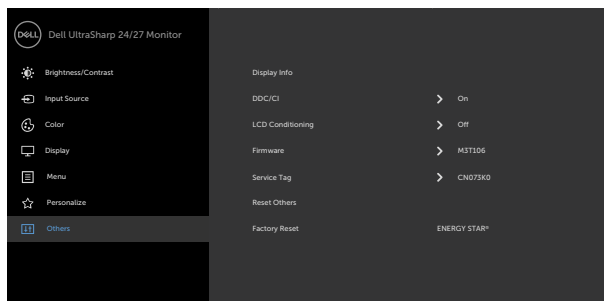 DELL
Dell UltraSharp 24/27 Monitor
Brightness/Contrast
Input Source
Color
Display
Menu
Personalize
Others
Display Info
DDC/CI On
LCD Conditioning Off
Firmware M3T106
Service Tag CN073K0
Reset Others
Factory Reset ENERGY STAR®